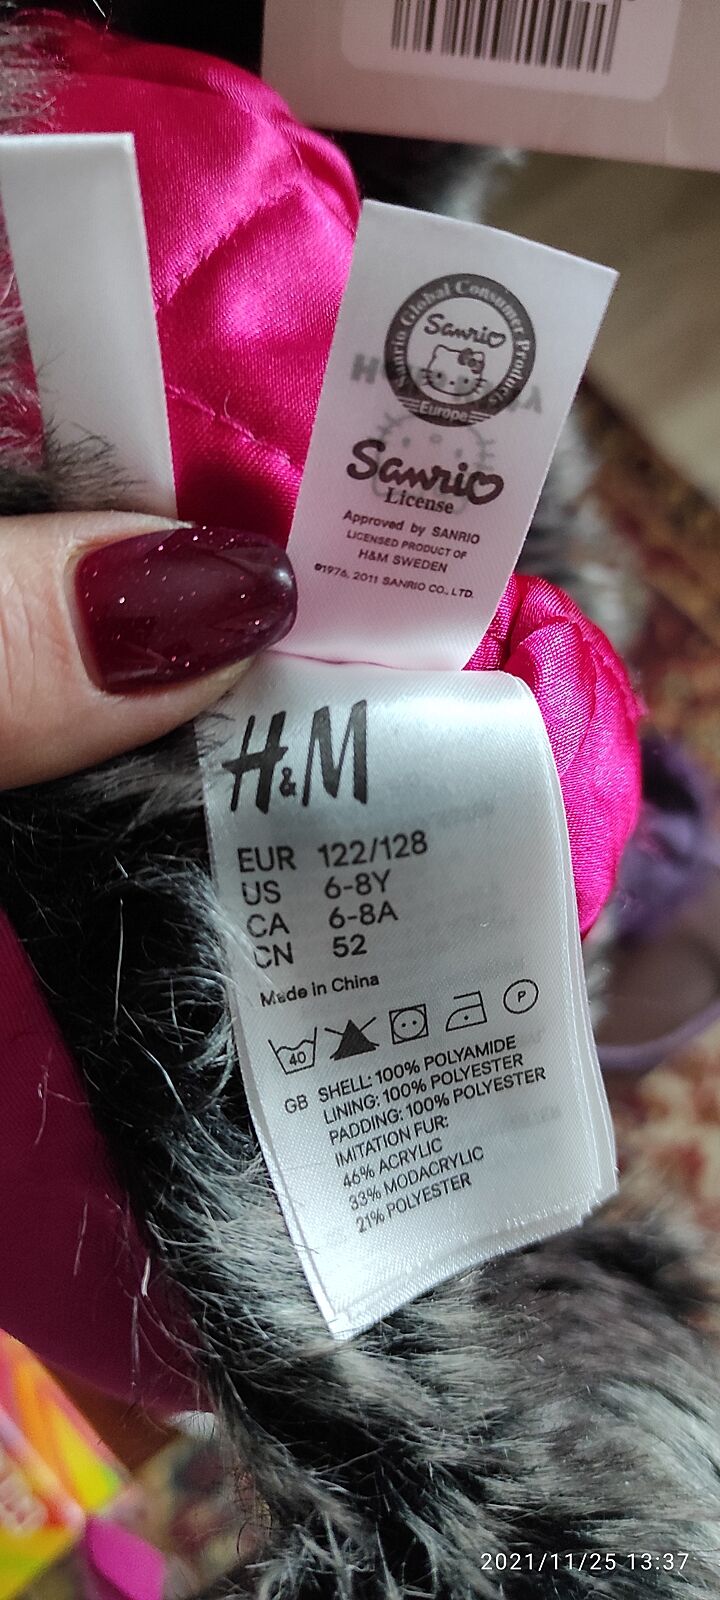 Sanrio Global Consumer Products
Sanrio
Europe
Sanrio
License
Approved by SANRIO
LICENSED PRODUCT OF
H&M SWEDEN
©1976, 2011 SANRIO CO., LTD.
H&M
EUR 122/128
US 6-8Y
CA 6-8A
CN 52
Made in China
40
P
GB SHELL: 100% POLYAMIDE
LINING: 100% POLYESTER
PADDING: 100% POLYESTER
IMITATION FUR:
46% ACRYLIC
33% MODACRYLIC
21% POLYESTER
2021/11/25 13:37